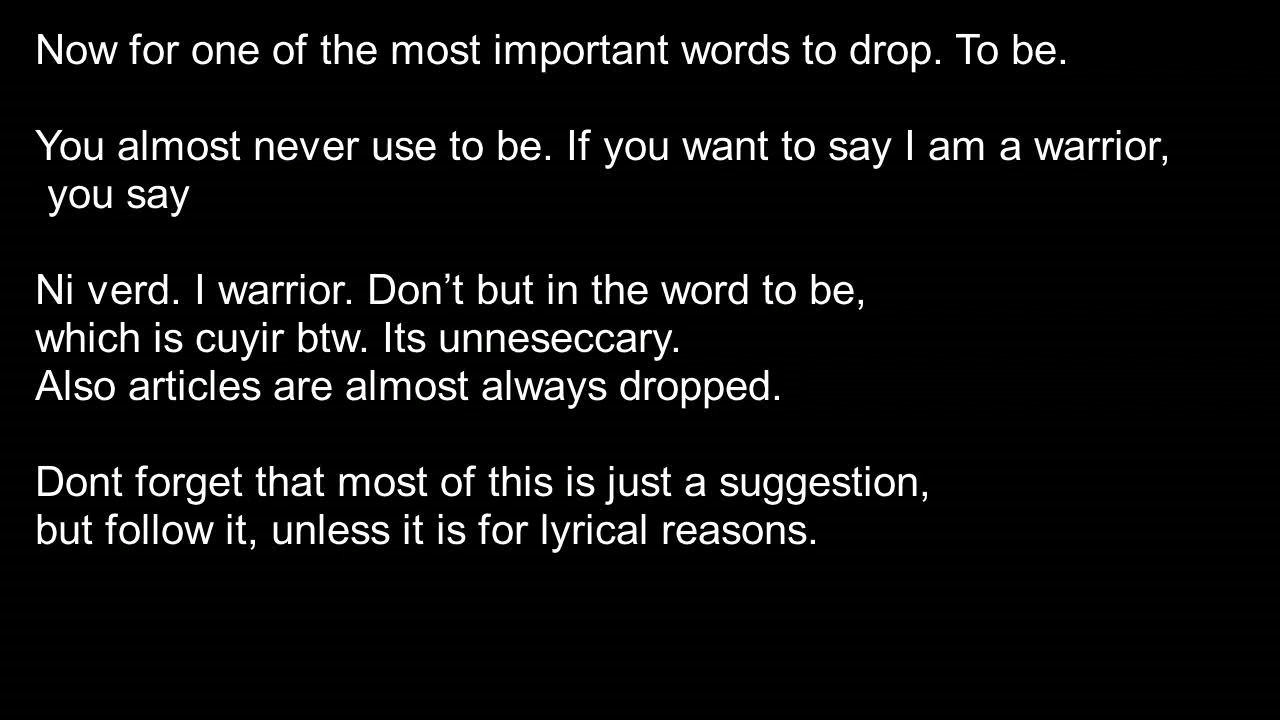 Now for one of the most important words to drop. To be.
You almost never use to be. If you want to say I am a warrior,
you say
Ni verd. I warrior. Don’t but in the word to be,
which is cuyir btw. Its unneseccary.
Also articles are almost always dropped.
Dont forget that most of this is just a suggestion,
but follow it, unless it is for lyrical reasons.